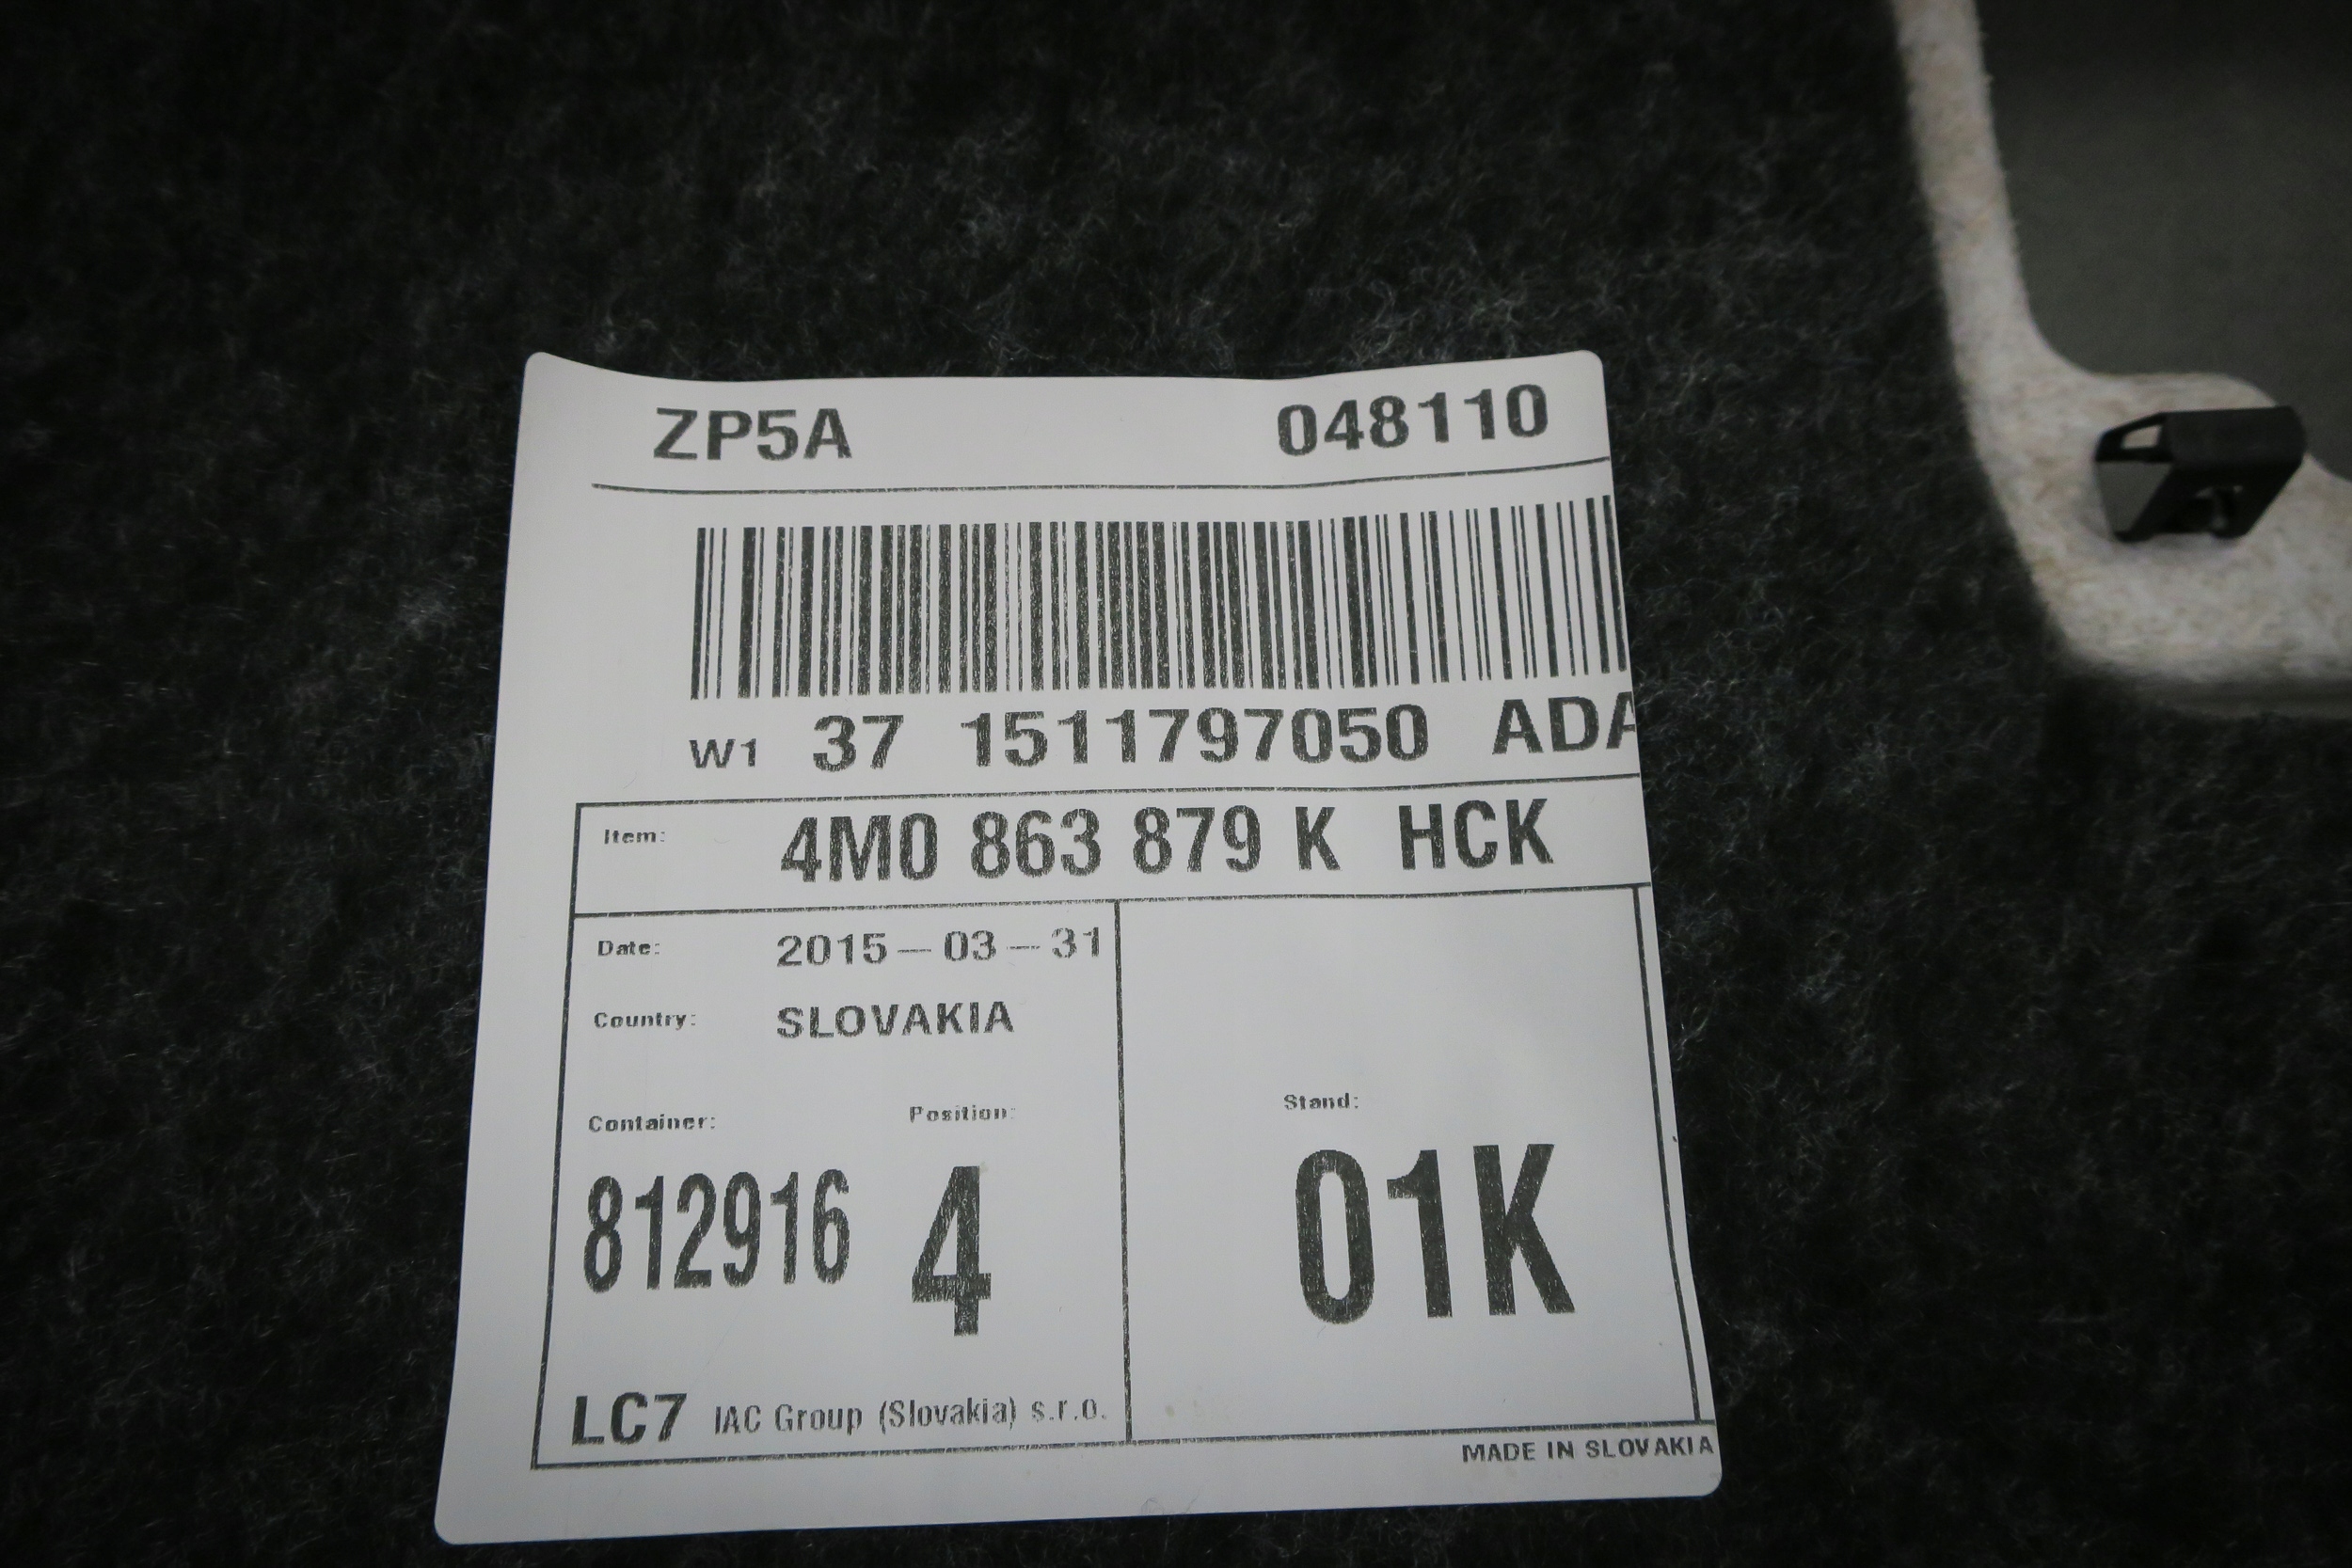 ZP5A 048110
W1 37 1511797050 ADA
Item: 4M0 863 879 K HCK
Date: 2015-03-31
Country: SLOVAKIA
Container: Position: Stand:
812916 4 01K
LC7 IAC Group (Slovakia) s.r.o.
MADE IN SLOVAKIA